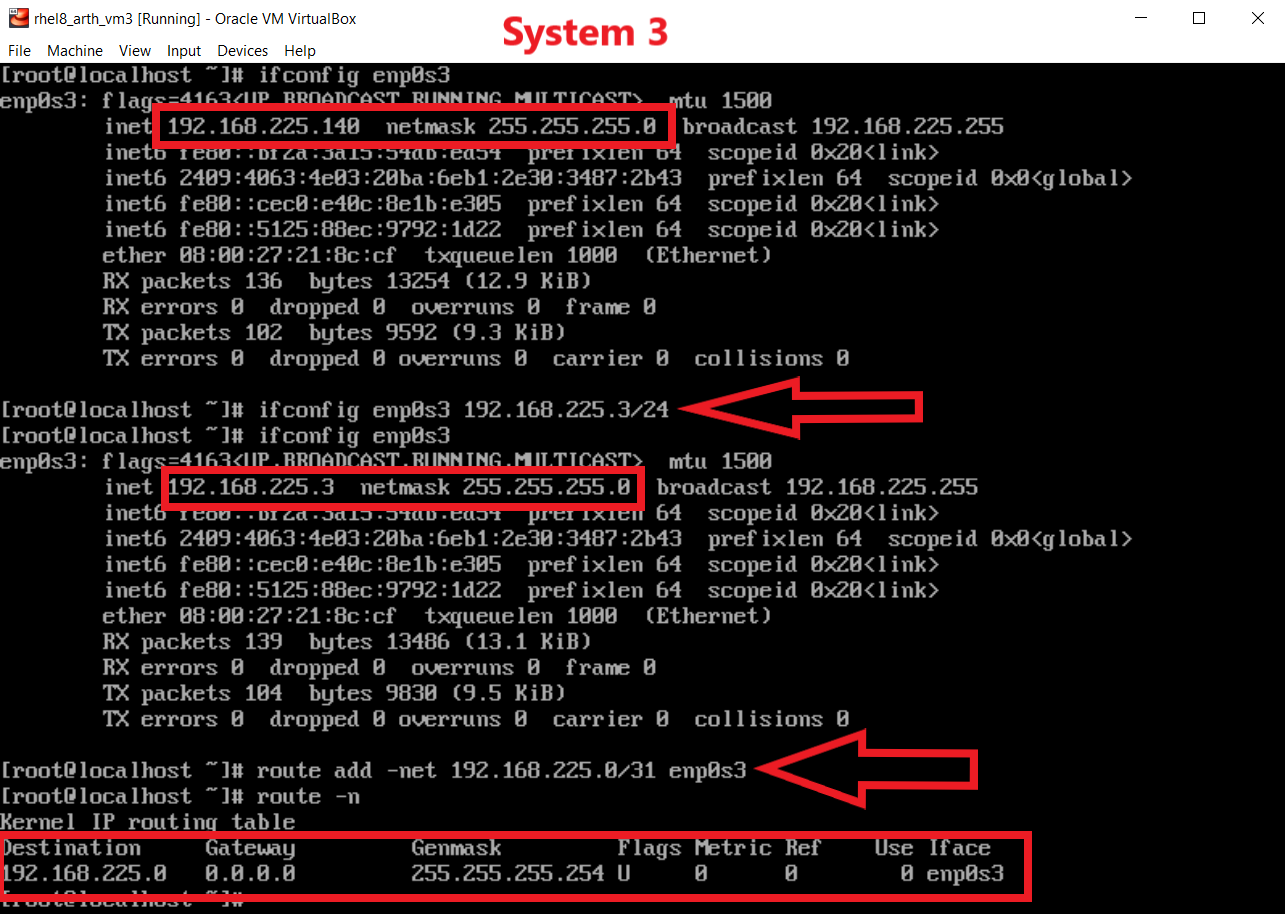 rhel8_arth_vm3 [Running] - Oracle VM VirtualBox
System 3
File Machine View Input Devices Help
[root@localhost ~]# ifconfig enp0s3
enp0s3: flags=4163<UP,BROADCAST,RUNNING,MULTICAST>  mtu 1500
        inet 192.168.225.140  netmask 255.255.255.0  broadcast 192.168.225.255
        inet6 fe80::bf2a:3a15:54db:ed54  prefixlen 64  scopeid 0x20<link>
        inet6 2409:4063:4e03:20ba:6eb1:2e30:3487:2b43  prefixlen 64  scopeid 0x0<global>
        inet6 fe80::cec0:e40c:8e1b:e305  prefixlen 64  scopeid 0x20<link>
        inet6 fe80::5125:88ec:9792:1d22  prefixlen 64  scopeid 0x20<link>
        ether 08:00:27:21:8c:cf  txqueuelen 1000  (Ethernet)
        RX packets 136  bytes 13254 (12.9 KiB)
        RX errors 0  dropped 0  overruns 0  frame 0
        TX packets 102  bytes 9592 (9.3 KiB)
        TX errors 0  dropped 0 overruns 0  carrier 0  collisions 0
[root@localhost ~]# ifconfig enp0s3 192.168.225.3/24
[root@localhost ~]# ifconfig enp0s3
enp0s3: flags=4163<UP,BROADCAST,RUNNING,MULTICAST>  mtu 1500
        inet 192.168.225.3  netmask 255.255.255.0  broadcast 192.168.225.255
        inet6 fe80::bf2a:3a15:54db:ed54  prefixlen 64  scopeid 0x20<link>
        inet6 2409:4063:4e03:20ba:6eb1:2e30:3487:2b43  prefixlen 64  scopeid 0x0<global>
        inet6 fe80::cec0:e40c:8e1b:e305  prefixlen 64  scopeid 0x20<link>
        inet6 fe80::5125:88ec:9792:1d22  prefixlen 64  scopeid 0x20<link>
        ether 08:00:27:21:8c:cf  txqueuelen 1000  (Ethernet)
        RX packets 139  bytes 13486 (13.1 KiB)
        RX errors 0  dropped 0  overruns 0  frame 0
        TX packets 104  bytes 9830 (9.5 KiB)
        TX errors 0  dropped 0 overruns 0  carrier 0  collisions 0
[root@localhost ~]# route add -net 192.168.225.0/31 enp0s3
[root@localhost ~]# route -n
Kernel IP routing table
Destination     Gateway         Genmask         Flags Metric Ref    Use Iface
192.168.225.0   0.0.0.0         255.255.255.254 U     0      0        0 enp0s3
[root@localhost ~]#